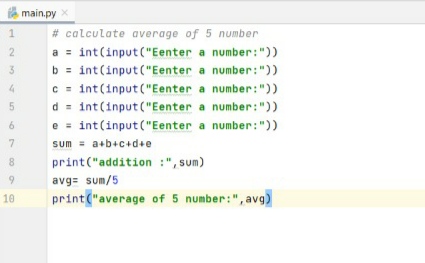 main.py
1 # calculate average of 5 number
2 a = int(input("Eenter a number:"))
3 b = int(input("Eenter a number:"))
4 c = int(input("Eenter a number:"))
5 d = int(input("Eenter a number:"))
6 e = int(input("Eenter a number:"))
7 sum = a+b+c+d+e
8 print("addition :",sum)
9 avg= sum/5
10 print("average of 5 number:",avg)